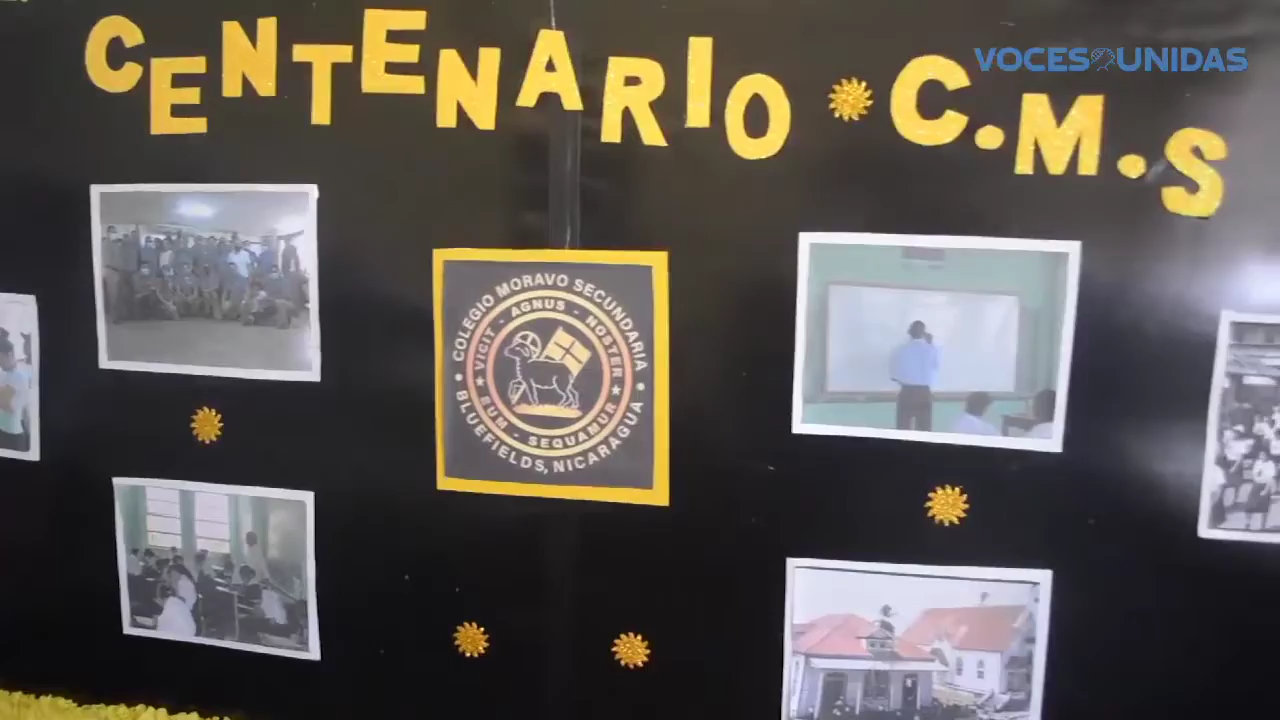 CENTENARIO C.M.S
VOCES UNIDAS
COLEGIO MORAVO SECUNDARIA
VICIT - AGNUS - NOSTER
EUM - SEQUAMUR
BLUEFIELDS, NICARAGUA